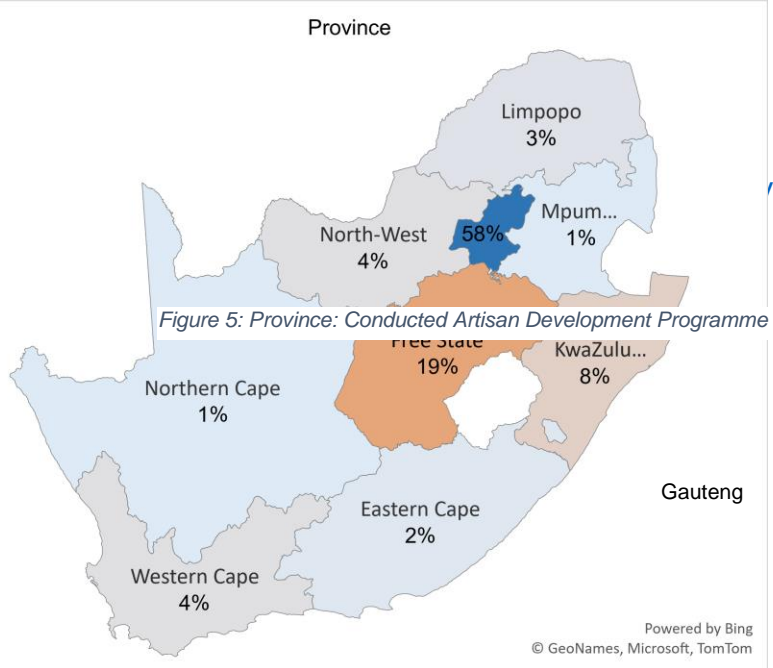 Province
Limpopo
3%
Mpum...
1%
58%
North-West
4%
Figure 5: Province: Conducted Artisan Development Programme
Free State
19%
KwaZulu...
8%
Northern Cape
1%
Gauteng
Eastern Cape
2%
Western Cape
4%
Powered by Bing
© GeoNames, Microsoft, TomTom